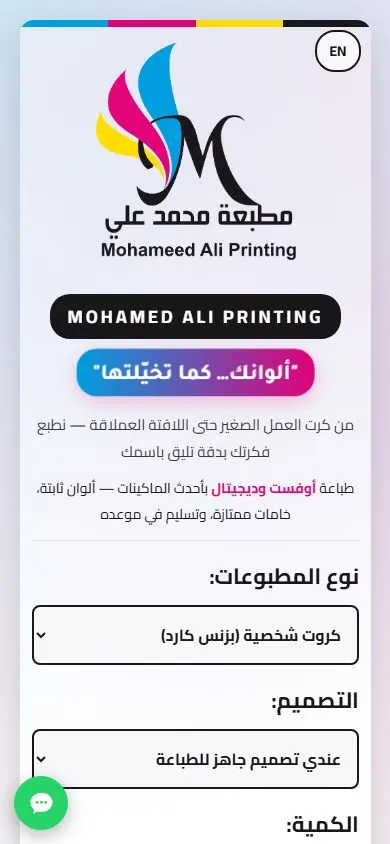 EN
مطبعة محمد علي
Mohameed Ali Printing
MOHAMED ALI PRINTING
"ألوانك… كما تخيّلتها"
من كرت العمل الصغير حتى اللافتة العملاقة — نطبع
فكرتك بدقة تليق باسمك
طباعة أوفست وديجيتال بأحدث الماكينات — ألوان ثابتة،
خامات ممتازة، وتسليم في موعده
نوع المطبوعات:
كروت شخصية (بزنس كارد)
التصميم:
عندي تصميم جاهز للطباعة
الكمية: